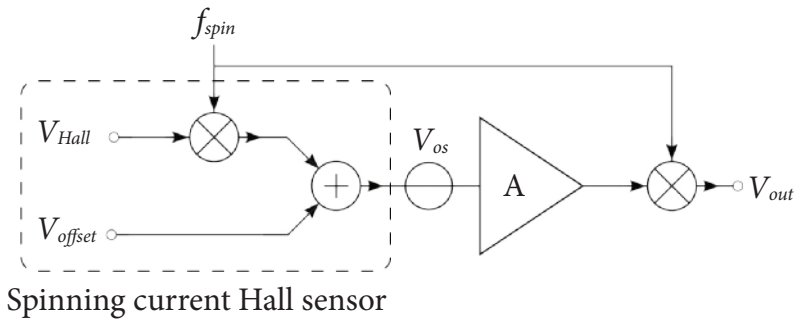 f_spin
V_Hall
V_os
+
A
V_out
V_offset
Spinning current Hall sensor